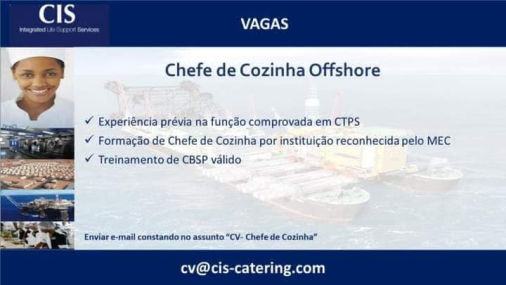 CIS
Integrated Life Support Services
VAGAS
Chefe de Cozinha Offshore
✓ Experiência prévia na função comprovada em CTPS
✓ Formação de Chefe de Cozinha por instituição reconhecida pelo MEC
✓ Treinamento de CBSP válido
Enviar e-mail constando no assunto “CV- Chefe de Cozinha”
cv@cis-catering.com